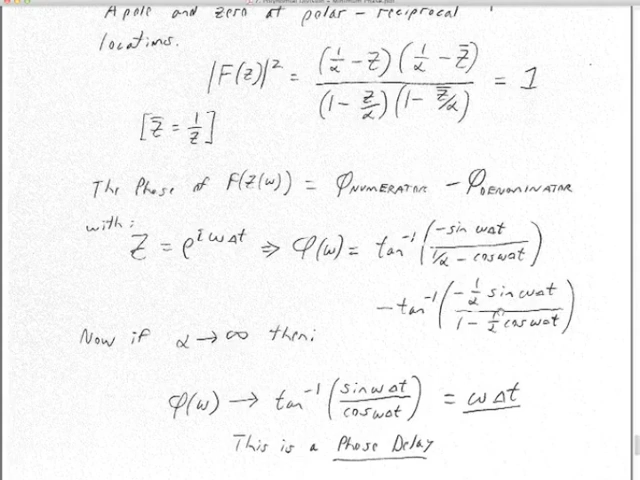 A pole and zero at polar - reciprocal
locations.
|F(z)|² = (1/α - Z)(1/α - Z̄) / (1 - Z/α)(1 - Z̄/α) = 1
[Z̄ = 1/Z]
The Phase of F(Z(ω)) = φNUMERATOR - φDENOMINATOR
with:
Z = e^{iωΔt} ⇒ φ(ω) = tan⁻¹(-sin ωΔt / 1/α - cos ωΔt)
- tan⁻¹(-1/α sin ωΔt / 1 - 1/α cos ωΔt)
Now if α → ∞ then:
φ(ω) → tan⁻¹(sin ωΔt / cos ωΔt) = ωΔt
This is a Phase Delay